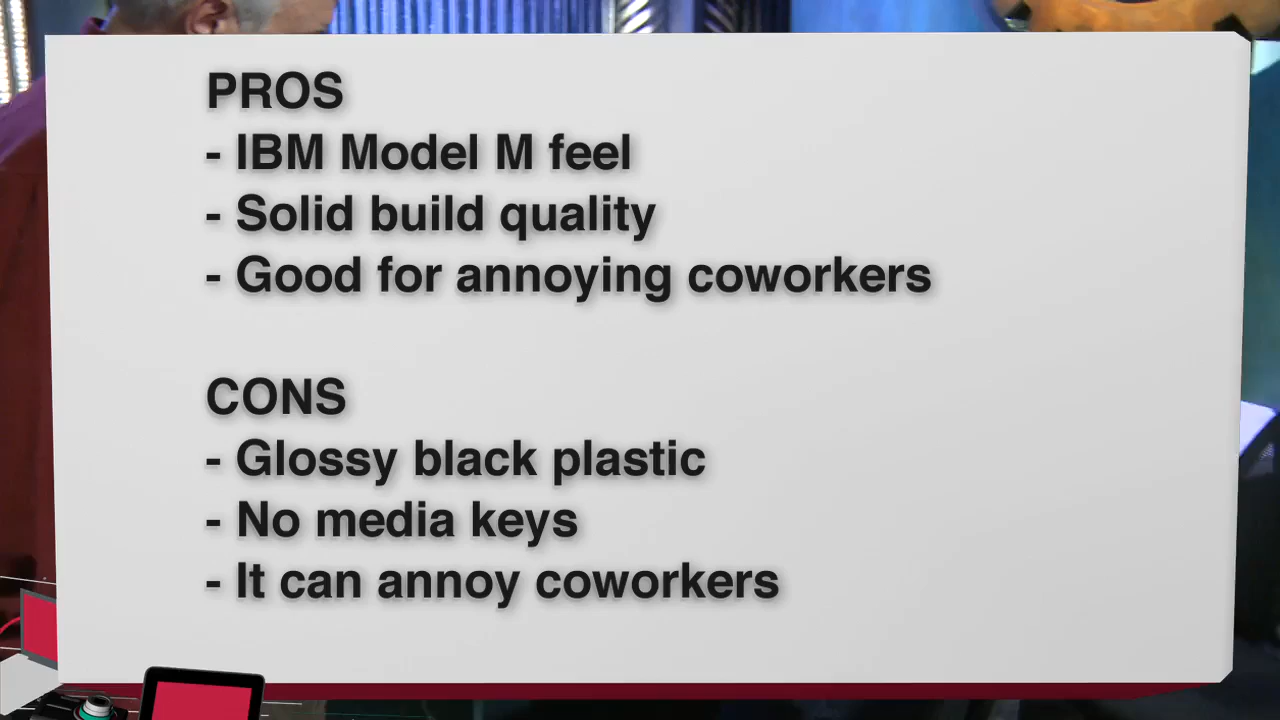 PROS
- IBM Model M feel
- Solid build quality
- Good for annoying coworkers
CONS
- Glossy black plastic
- No media keys
- It can annoy coworkers